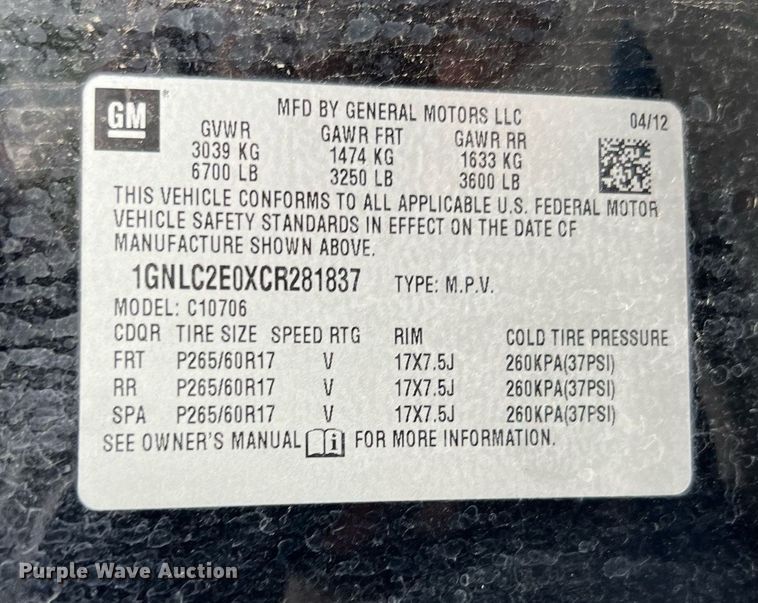 GM ®
MFD BY GENERAL MOTORS LLC
04/12
GVWR GAWR FRT GAWR RR
3039 KG 1474 KG 1633 KG
6700 LB 3250 LB 3600 LB
THIS VEHICLE CONFORMS TO ALL APPLICABLE U.S. FEDERAL MOTOR
VEHICLE SAFETY STANDARDS IN EFFECT ON THE DATE OF
MANUFACTURE SHOWN ABOVE.
1GNLC2E0XCR281837 TYPE: M.P.V.
MODEL: C10706
CDQR TIRE SIZE SPEED RTG RIM COLD TIRE PRESSURE
FRT P265/60R17 V 17X7.5J 260KPA(37PSI)
RR P265/60R17 V 17X7.5J 260KPA(37PSI)
SPA P265/60R17 V 17X7.5J 260KPA(37PSI)
SEE OWNER'S MANUAL i FOR MORE INFORMATION.
Purple Wave Auction